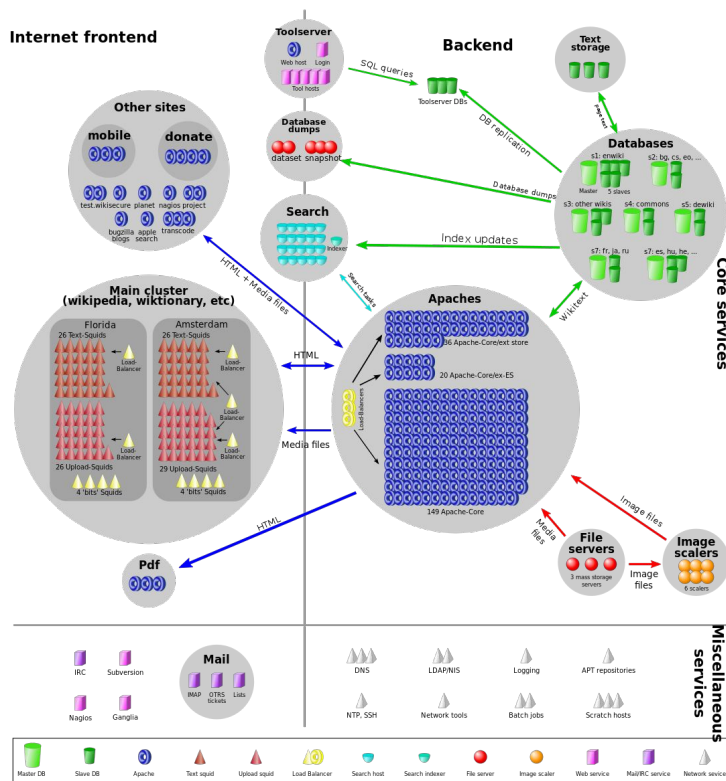 Internet frontend
Backend
Toolserver
Web host
Login
Tool hosts
SQL queries
Toolserver DBs
Text
storage
page text
Other sites
mobile
donate
test.wikisecure
planet
nagios project
bugzilla
blogs
apple
search
transcode
Database
dumps
dataset
snapshot
DB replication
Database dumps
Databases
s1: enwiki
s2: bg, cs, eo, ...
Master
5 slaves
s3: other wikis
s4: commons
s5: dewiki
s7: fr, ja, ru
s7: es, hu, he, ...
Search
Indexer
Index updates
Search tasks
Wikitext
Core services
HTML + Media files
Main cluster
(wikipedia, wiktionary, etc)
Florida
Amsterdam
26 Text-Squids
26 Text-Squids
Load-
Balancer
Load-
Balancer
Load-
Balancer
Load-
Balancer
Load-
Balancer
26 Upload-Squids
29 Upload-Squids
4 'bits' Squids
4 'bits' Squids
HTML
Media files
HTML
Apaches
36 Apache-Core/ext store
20 Apache-Core/ex-ES
Load-Balancers
149 Apache-Core
Pdf
Media
files
Image files
File
servers
3 mass storage
servers
Image
files
Image
scalers
6 scalers
Miscellaneous
services
IRC
Subversion
Nagios
Ganglia
Mail
IMAP
OTRS
tickets
Lists
DNS
LDAP/NIS
Logging
APT repositories
NTP, SSH
Network tools
Batch jobs
Scratch hosts
Master DB
Slave DB
Apache
Text squid
Upload squid
Load Balancer
Search host
Search indexer
File server
Image scaler
Web service
Mail/IRC service
Network service